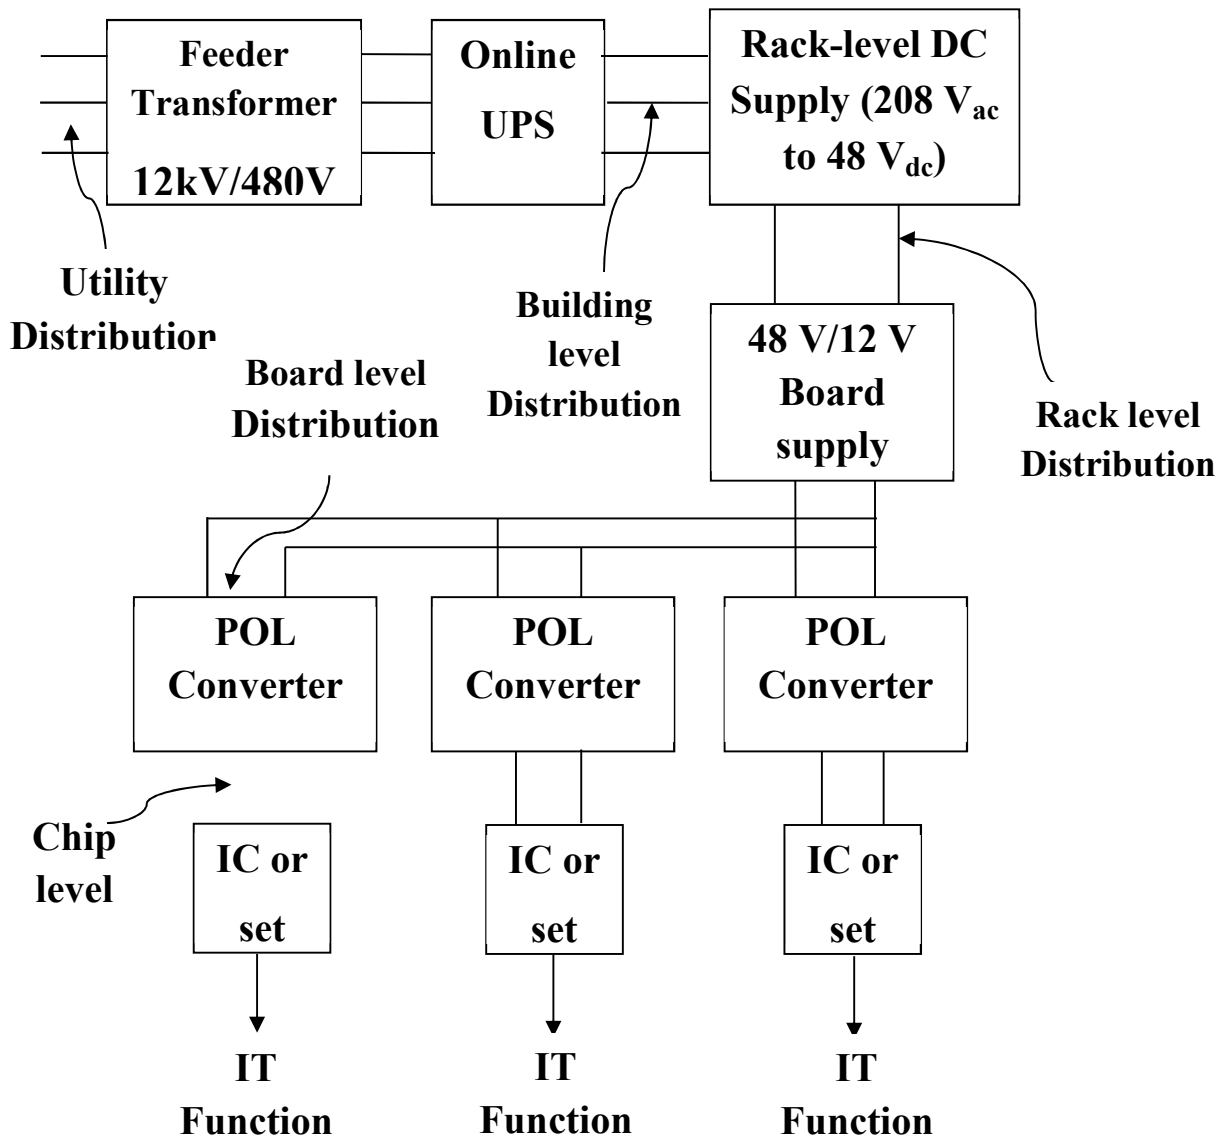 Feeder
Transformer
12kV/480V
Online
UPS
Rack-level DC
Supply (208 Vac
to 48 Vdc)
Utility
Distribution
Building
level
Distribution
48 V/12 V
Board
supply
Rack level
Distribution
Board level
Distribution
POL
Converter
POL
Converter
POL
Converter
Chip
level
IC or
set
IC or
set
IC or
set
IT
Function
IT
Function
IT
Function